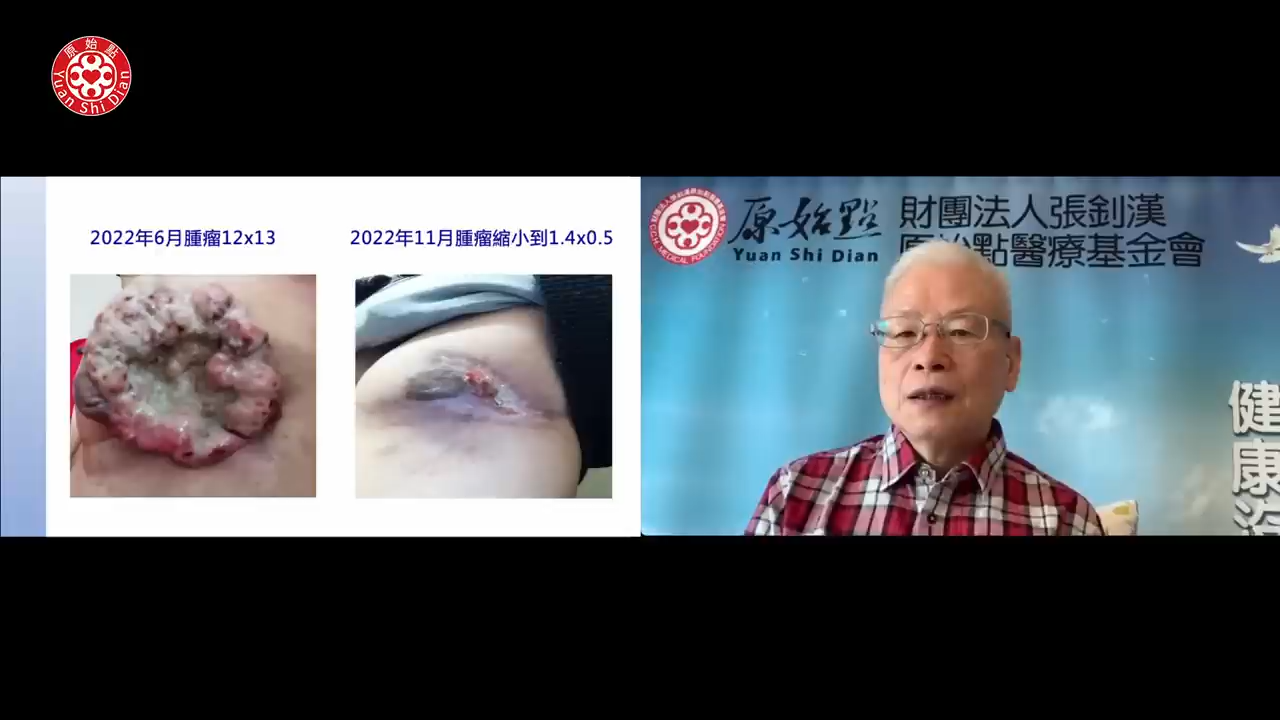 原始點
Yuan Shi Dian
2022年6月腫瘤12x13
2022年11月腫瘤縮小到1.4x0.5
原始點
Yuan Shi Dian
財團法人張釗漢
原始點醫療基金會
C.C.H. MEDICAL FOUNDATION
健康